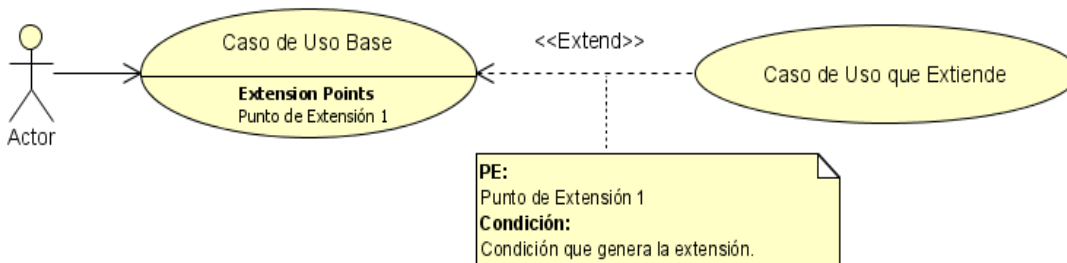 Caso de Uso Base
<<Extend>>
Caso de Uso que Extiende
Extension Points
Punto de Extensión 1
Actor
PE:
Punto de Extensión 1
Condición:
Condición que genera la extensión.